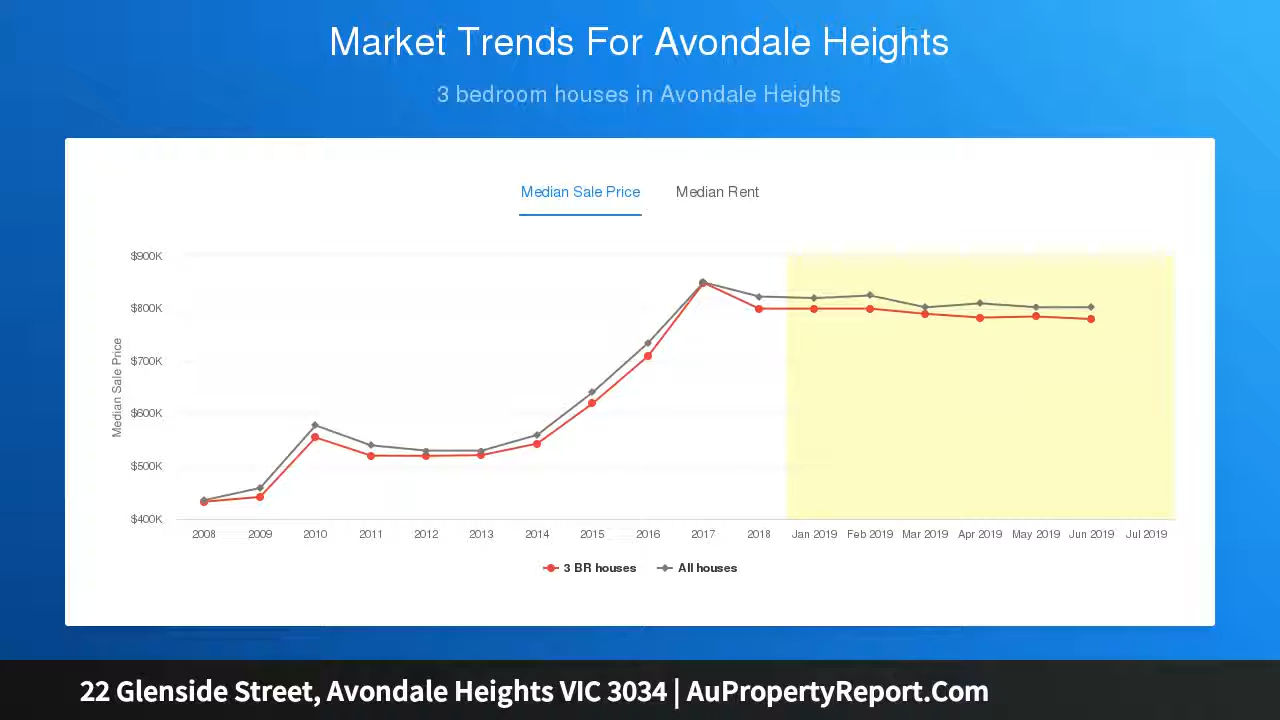 Market Trends For Avondale Heights
3 bedroom houses in Avondale Heights
Median Sale Price Median Rent
Median Sale Price
$900K
$800K
$700K
$600K
$500K
$400K
2008 2009 2010 2011 2012 2013 2014 2015 2016 2017 2018 Jan 2019 Feb 2019 Mar 2019 Apr 2019 May 2019 Jun 2019 Jul 2019
3 BR houses All houses
22 Glenside Street, Avondale Heights VIC 3034 | AuPropertyReport.Com